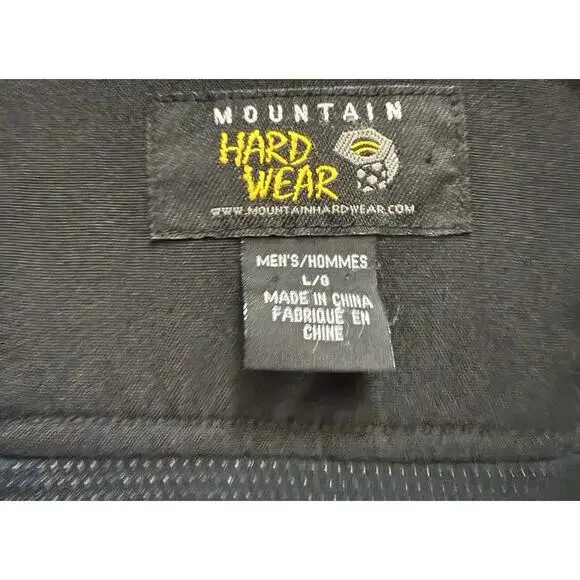 MOUNTAIN
HARD
WEAR
WWW.MOUNTAINHARDWEAR.COM
MEN'S/HOMMES
L/G
MADE IN CHINA
FABRIQUÉ EN
CHINE